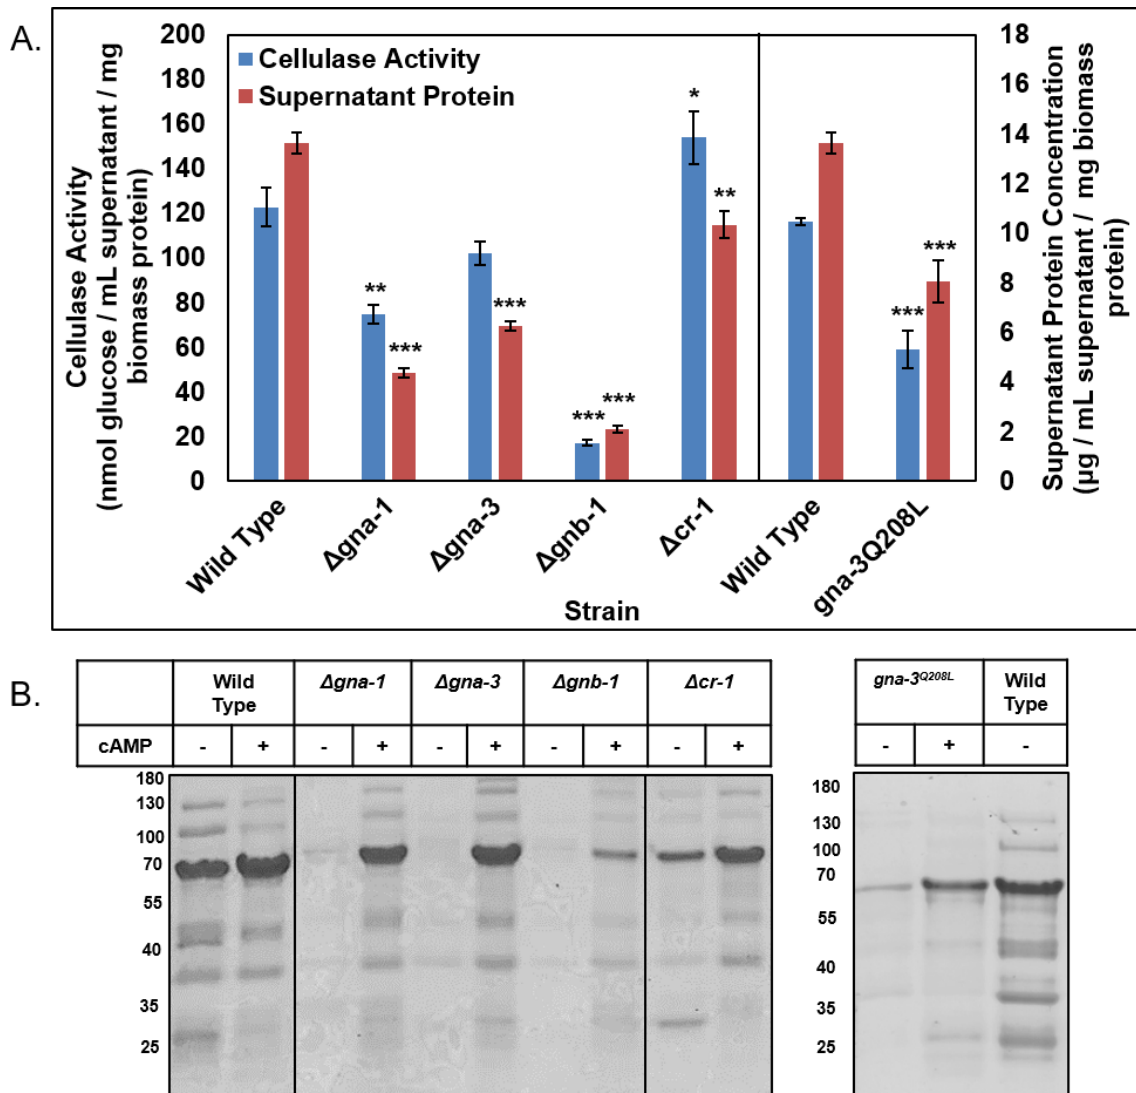 A.
Cellulase Activity
(nmol glucose / mL supernatant / mg
biomass protein)
200
180
160
140
120
100
80
60
40
20
0
Cellulase Activity
Supernatant Protein
**
***
***
***
***
*
**
***
***
18
16
14
12
10
8
6
4
2
0
Supernatant Protein Concentration
(µg / mL supernatant / mg biomass
protein)
Wild Type
Δgna-1
Δgna-3
Δgnb-1
Δcr-1
Wild Type
gna-3Q208L
Strain
B.
Wild
Type
Δgna-1
Δgna-3
Δgnb-1
Δcr-1
cAMP
-
+
-
+
-
+
-
+
-
+
180
130
100
70
55
40
35
25
gna-3Q208L
Wild
Type
-
+
-
180
130
100
70
55
40
35
25